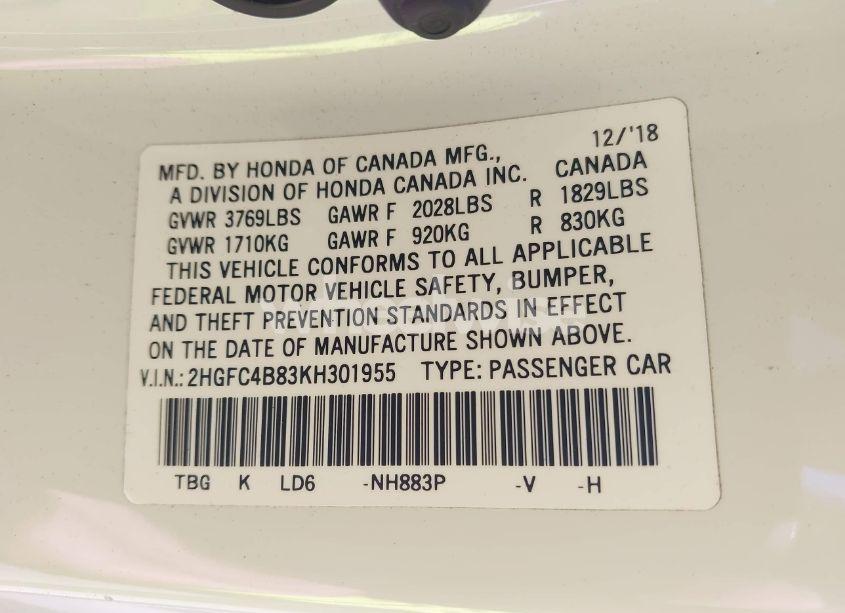 12/'18
MFD. BY HONDA OF CANADA MFG., CANADA
A DIVISION OF HONDA CANADA INC.
GVWR 3769LBS GAWR F 2028LBS R 1829LBS
GVWR 1710KG GAWR F 920KG R 830KG
THIS VEHICLE CONFORMS TO ALL APPLICABLE
FEDERAL MOTOR VEHICLE SAFETY, BUMPER,
AND THEFT PREVENTION STANDARDS IN EFFECT
ON THE DATE OF MANUFACTURE SHOWN ABOVE.
V.I.N.: 2HGFC4B83KH301955 TYPE: PASSENGER CAR
TBG K LD6 -NH883P -V -H